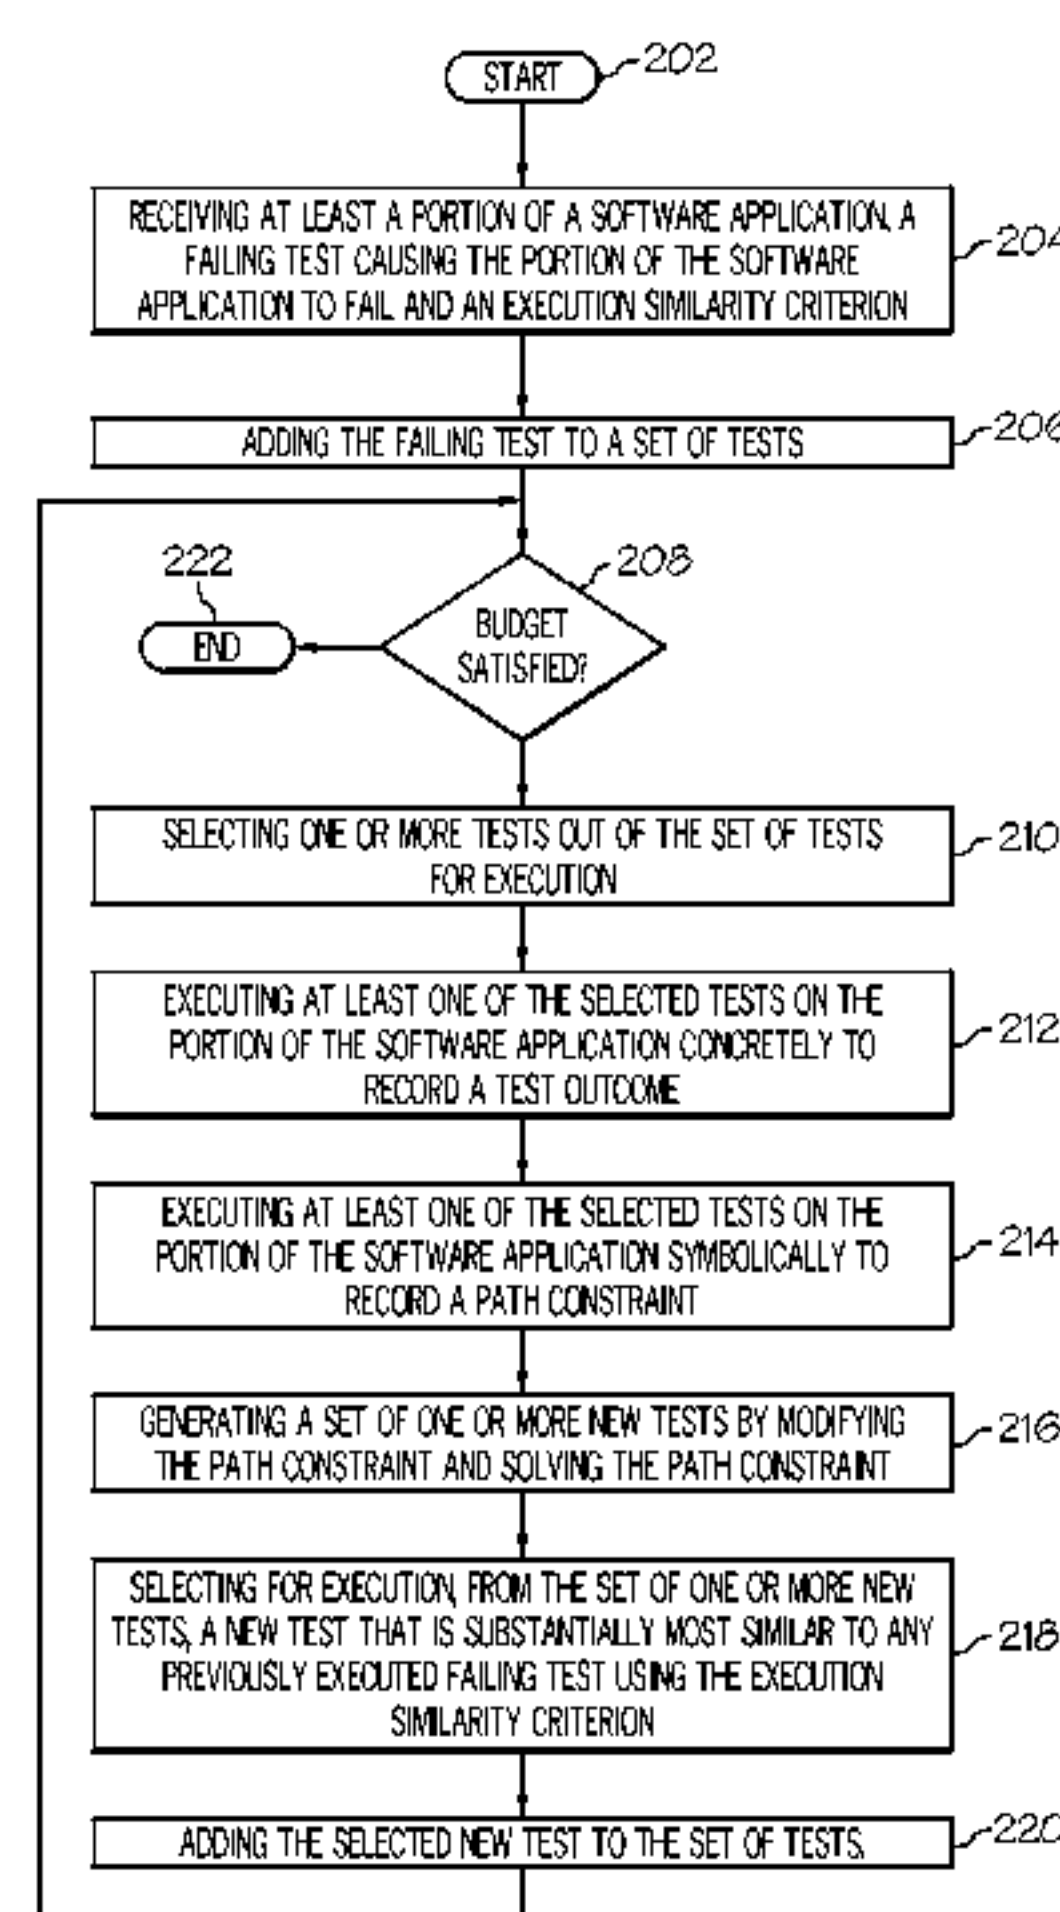 START
202
RECEIVING AT LEAST A PORTION OF A SOFTWARE APPLICATION, A
FAILING TEST CAUSING THE PORTION OF THE SOFTWARE
APPLICATION TO FAIL AND AN EXECUTION SIMILARITY CRITERION
204
ADDING THE FAILING TEST TO A SET OF TESTS
206
222
208
END
BUDGET
SATISFIED?
SELECTING ONE OR MORE TESTS OUT OF THE SET OF TESTS
FOR EXECUTION
210
EXECUTING AT LEAST ONE OF THE SELECTED TESTS ON THE
PORTION OF THE SOFTWARE APPLICATION CONCRETELY TO
RECORD A TEST OUTCOME
212
EXECUTING AT LEAST ONE OF THE SELECTED TESTS ON THE
PORTION OF THE SOFTWARE APPLICATION SYMBOLICALLY TO
RECORD A PATH CONSTRAINT
214
GENERATING A SET OF ONE OR MORE NEW TESTS BY MODIFYING
THE PATH CONSTRAINT AND SOLVING THE PATH CONSTRAINT
216
SELECTING FOR EXECUTION, FROM THE SET OF ONE OR MORE NEW
TESTS, A NEW TEST THAT IS SUBSTANTIALLY MOST SIMILAR TO ANY
PREVIOUSLY EXECUTED FAILING TEST USING THE EXECUTION
SIMILARITY CRITERION
218
ADDING THE SELECTED NEW TEST TO THE SET OF TESTS.
220